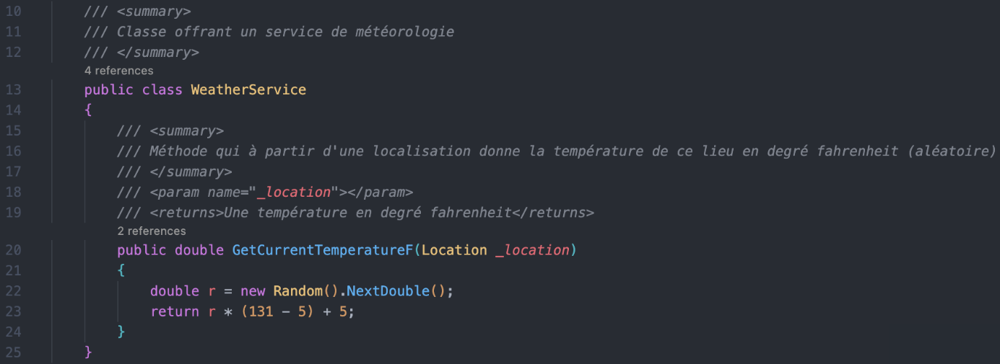 10 /// <summary>
11 /// Classe offrant un service de météorologie
12 /// </summary>
4 references
13 public class WeatherService
14 {
15 /// <summary>
16 /// Méthode qui à partir d'une localisation donne la température de ce lieu en degré fahrenheit (aléatoire)
17 /// </summary>
18 /// <param name="_location"></param>
19 /// <returns>Une température en degré fahrenheit</returns>
2 references
20 public double GetCurrentTemperatureF(Location _location)
21 {
22 double r = new Random().NextDouble();
23 return r * (131 - 5) + 5;
24 }
25 }